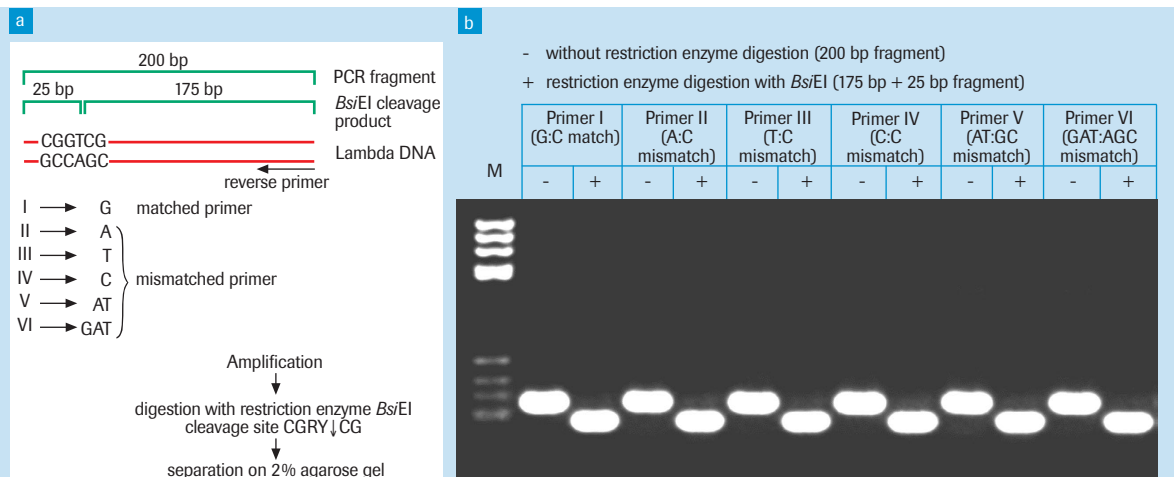 a
200 bp
PCR fragment
25 bp 175 bp
BsiEI cleavage
product
CGGTCG
GCCAGC
Lambda DNA
reverse primer
I G matched primer
II A
III T
IV C mismatched primer
V AT
VI GAT
Amplification
digestion with restriction enzyme BsiEI
cleavage site CGRY↓CG
separation on 2% agarose gel
b
- without restriction enzyme digestion (200 bp fragment)
+ restriction enzyme digestion with BsiEI (175 bp + 25 bp fragment)
M
Primer I
(G:C match)
Primer II
(A:C
mismatch)
Primer III
(T:C
mismatch)
Primer IV
(C:C
mismatch)
Primer V
(AT:GC
mismatch)
Primer VI
(GAT:AGC
mismatch)
- + - + - + - + - + - +